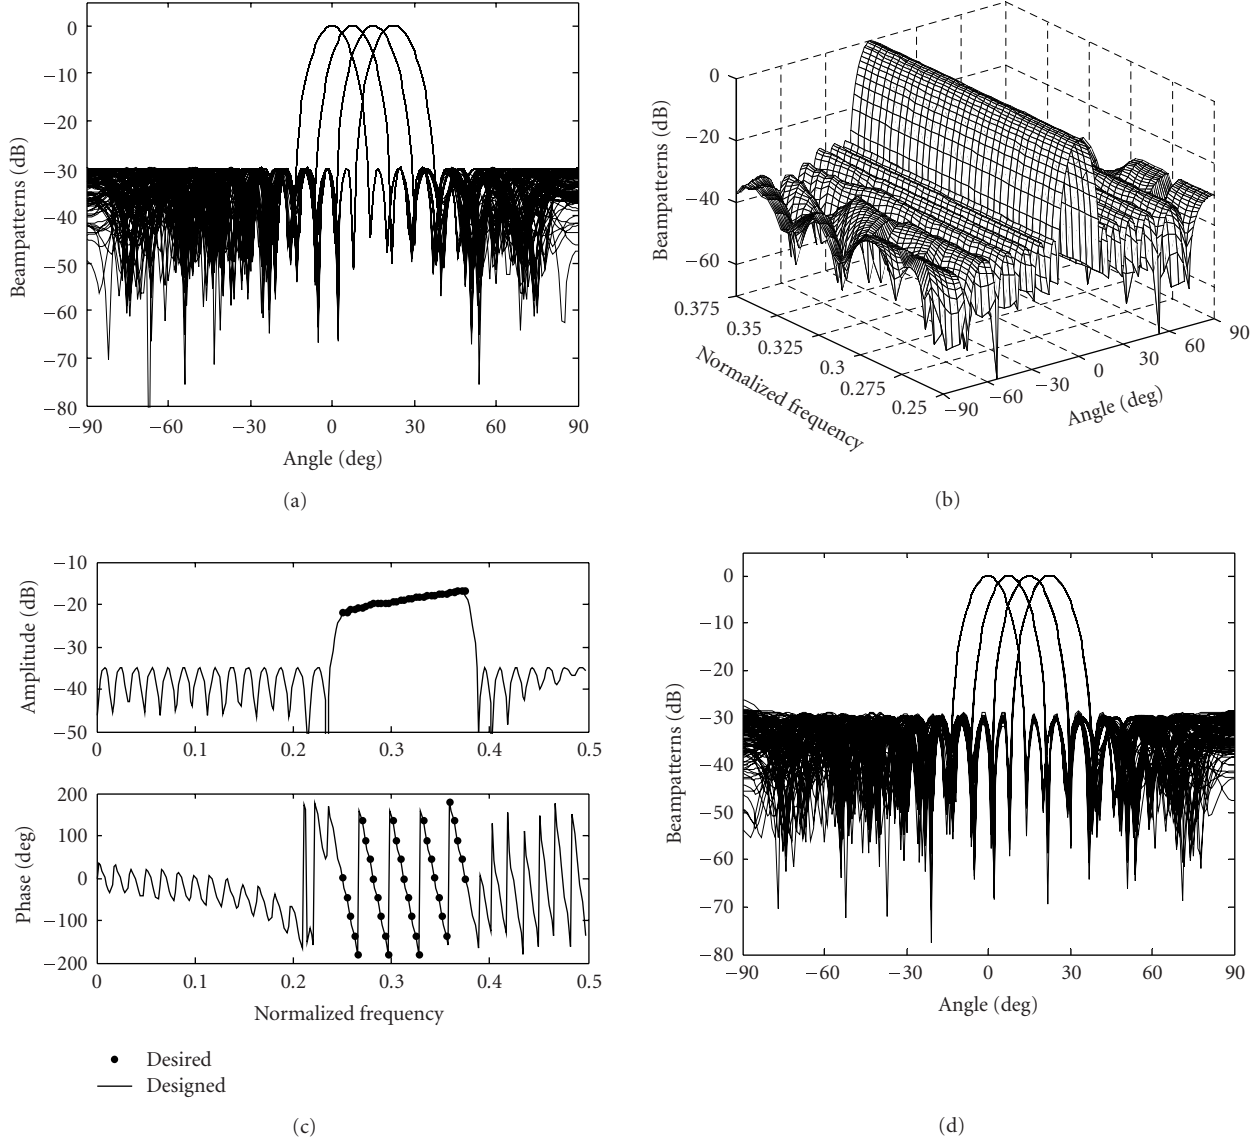 0
−10
−20
−30
−40
−50
−60
−70
−80
Beampatterns (dB)
−90 −60 −30 0 30 60 90
Angle (deg)
(a)
0
−20
−40
−60
Beampatterns (dB)
0.375
0.35
0.325
0.3
0.275
0.25
Normalized frequency
−90
−60
−30
0
30
60
90
Angle (deg)
(b)
−10
−20
−30
−40
−50
Amplitude (dB)
0 0.1 0.2 0.3 0.4 0.5
200
100
0
−100
−200
Phase (deg)
0 0.1 0.2 0.3 0.4 0.5
Normalized frequency
Desired
Designed
(c)
0
−10
−20
−30
−40
−50
−60
−70
−80
Beampatterns (dB)
−90 −60 −30 0 30 60 90
Angle (deg)
(d)